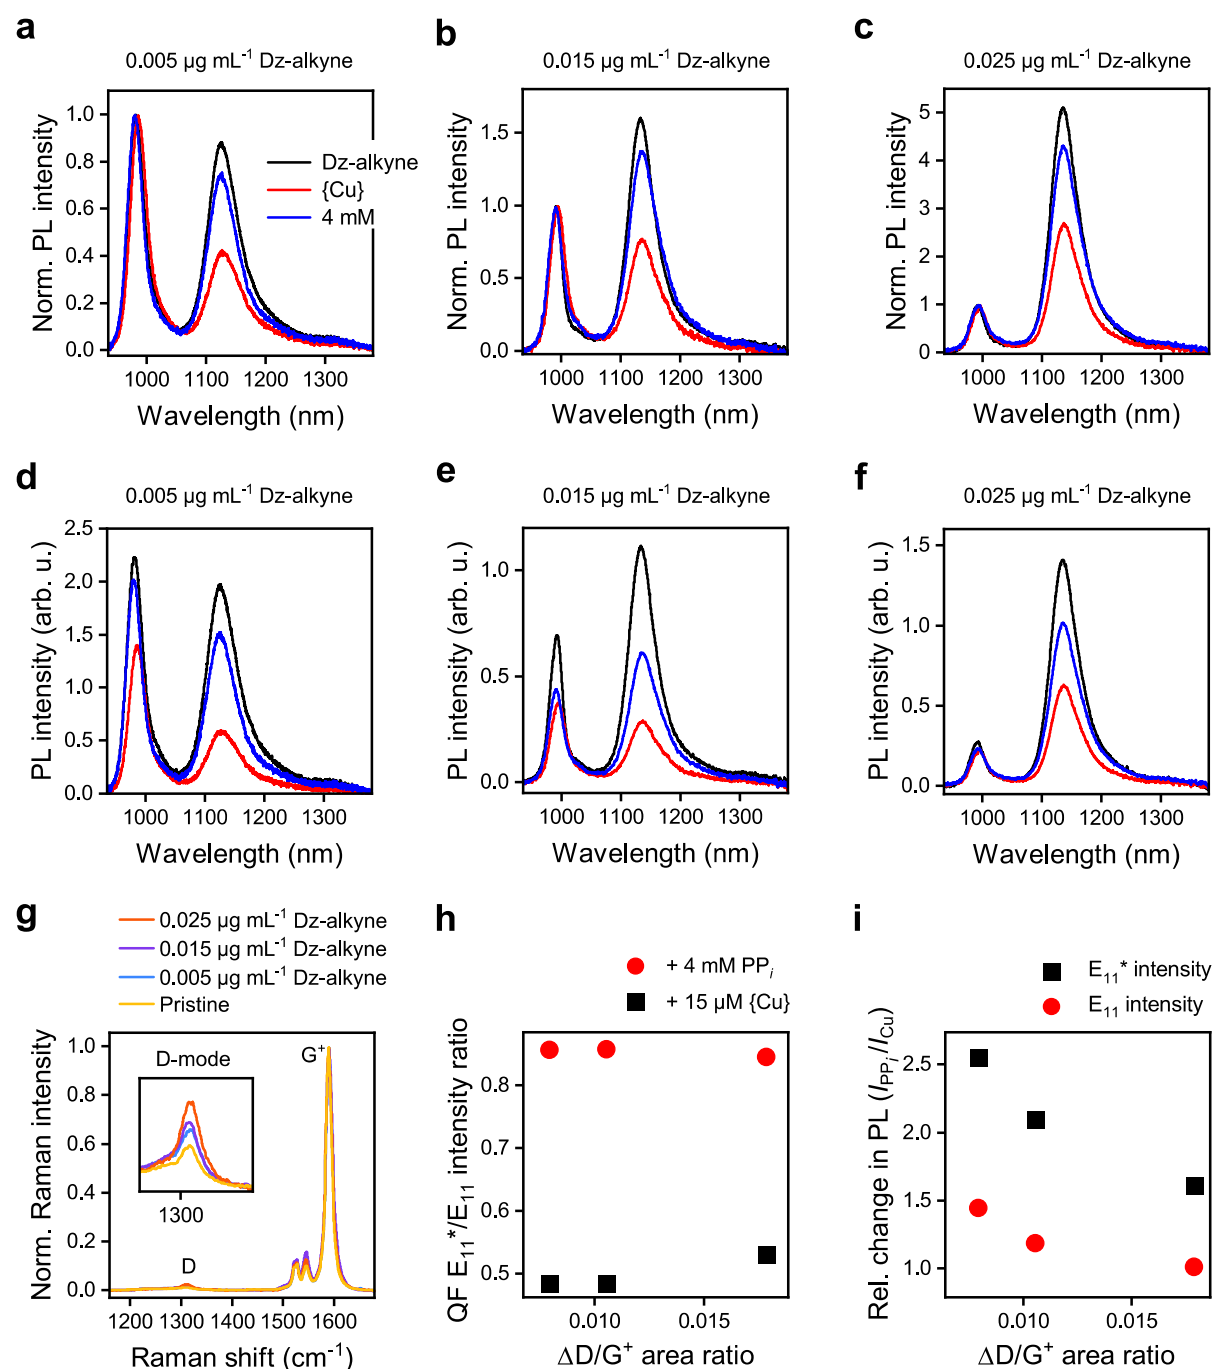 a
0.005 µg mL⁻¹ Dz-alkyne
Norm. PL intensity
1.0
0.8
0.6
0.4
0.2
0.0
1000 1100 1200 1300
Wavelength (nm)
Dz-alkyne
{Cu}
4 mM
b
0.015 µg mL⁻¹ Dz-alkyne
Norm. PL intensity
1.5
1.0
0.5
0.0
1000 1100 1200 1300
Wavelength (nm)
c
0.025 µg mL⁻¹ Dz-alkyne
Norm. PL intensity
5
4
3
2
1
0
1000 1100 1200 1300
Wavelength (nm)
d
0.005 µg mL⁻¹ Dz-alkyne
PL intensity (arb. u.)
2.5
2.0
1.5
1.0
0.5
0.0
1000 1100 1200 1300
Wavelength (nm)
e
0.015 µg mL⁻¹ Dz-alkyne
PL intensity (arb. u.)
1.0
0.5
0.0
1000 1100 1200 1300
Wavelength (nm)
f
0.025 µg mL⁻¹ Dz-alkyne
PL intensity (arb. u.)
1.5
1.0
0.5
0.0
1000 1100 1200 1300
Wavelength (nm)
g
0.025 µg mL⁻¹ Dz-alkyne
0.015 µg mL⁻¹ Dz-alkyne
0.005 µg mL⁻¹ Dz-alkyne
Pristine
Norm. Raman intensity
1.0
0.8
0.6
0.4
0.2
0.0
D-mode
1300
G⁺
D
1200 1300 1400 1500 1600
Raman shift (cm⁻¹)
h
+ 4 mM PPᵢ
+ 15 µM {Cu}
QF E₁₁*/E₁₁ intensity ratio
0.8
0.7
0.6
0.5
0.010 0.015
ΔD/G⁺ area ratio
i
E₁₁* intensity
E₁₁ intensity
Rel. change in PL (I_PPᵢ/I_Cu)
2.5
2.0
1.5
1.0
0.010 0.015
ΔD/G⁺ area ratio